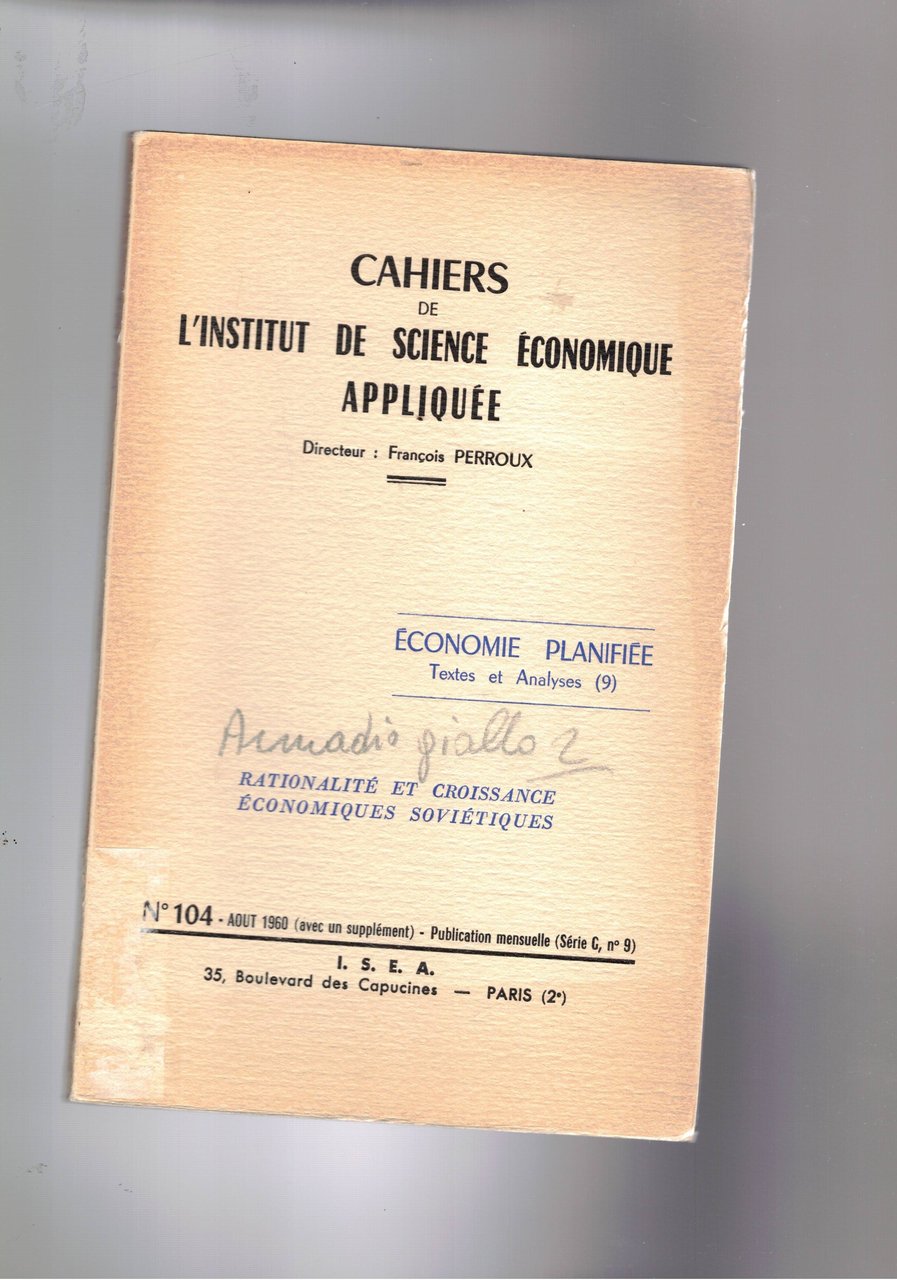 CAHIERS
DE
L'INSTITUT DE SCIENCE ÉCONOMIQUE
APPLIQUÉE
Directeur : François PERROUX
ÉCONOMIE PLANIFIÉE
Textes et Analyses (9)
Armadio giallo 2
RATIONALITÉ ET CROISSANCE
ÉCONOMIQUES SOVIÉTIQUES
N° 104 - AOUT 1960 (avec un supplément) - Publication mensuelle (Série C, n° 9)
I. S. E. A.
35, Boulevard des Capucines — PARIS (2e)